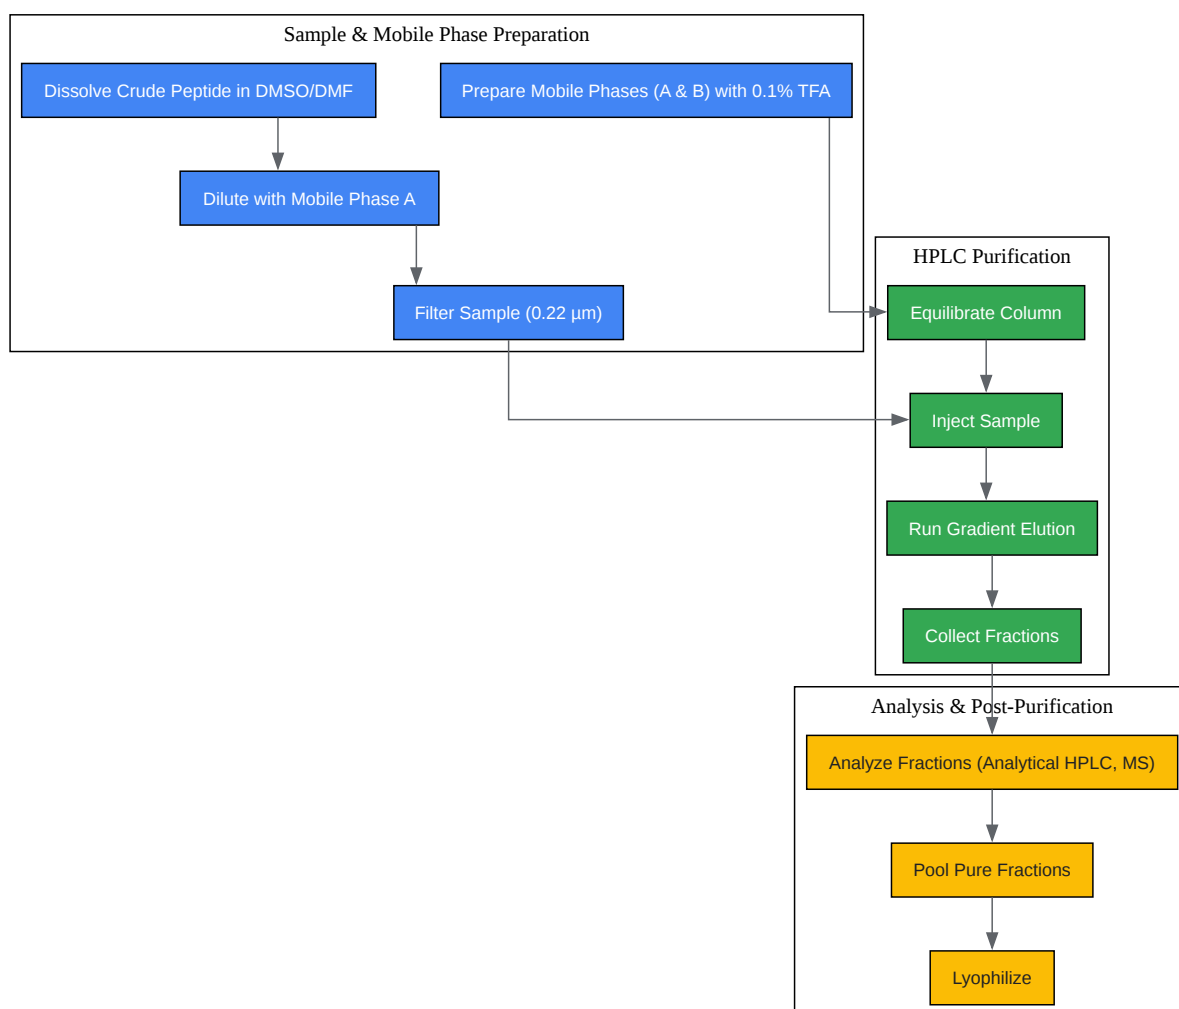 Sample & Mobile Phase Preparation
Dissolve Crude Peptide in DMSO/DMF
Prepare Mobile Phases (A & B) with 0.1% TFA
Dilute with Mobile Phase A
Filter Sample (0.22 µm)
HPLC Purification
Equilibrate Column
Inject Sample
Run Gradient Elution
Collect Fractions
Analysis & Post-Purification
Analyze Fractions (Analytical HPLC, MS)
Pool Pure Fractions
Lyophilize